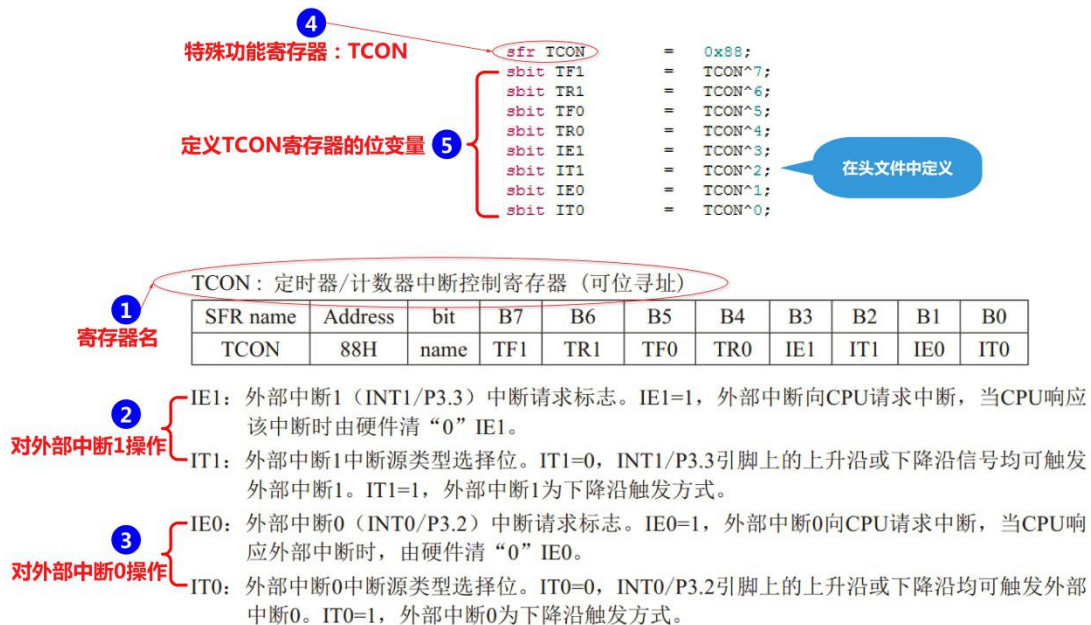 4
特殊功能寄存器：TCON
sfr TCON = 0x88;
sbit TF1 = TCON^7;
sbit TR1 = TCON^6;
sbit TF0 = TCON^5;
sbit TR0 = TCON^4;
定义TCON寄存器的位变量 5
sbit IE1 = TCON^3;
sbit IT1 = TCON^2;
在头文件中定义
sbit IE0 = TCON^1;
sbit IT0 = TCON^0;
TCON：定时器/计数器中断控制寄存器（可位寻址）
1
寄存器名
SFR name Address bit B7 B6 B5 B4 B3 B2 B1 B0
TCON 88H name TF1 TR1 TF0 TR0 IE1 IT1 IE0 IT0
2
对外部中断1操作
IE1：外部中断1（INT1/P3.3）中断请求标志。IE1=1，外部中断向CPU请求中断，当CPU响应
该中断时由硬件清“0”IE1。
IT1：外部中断1中断源类型选择位。IT1=0，INT1/P3.3引脚上的上升沿或下降沿信号均可触发
外部中断1。IT1=1，外部中断1为下降沿触发方式。
3
对外部中断0操作
IE0：外部中断0（INT0/P3.2）中断请求标志。IE0=1，外部中断0向CPU请求中断，当CPU响
应外部中断时，由硬件清“0”IE0。
IT0：外部中断0中断源类型选择位。IT0=0，INT0/P3.2引脚上的上升沿或下降沿均可触发外部
中断0。IT0=1，外部中断0为下降沿触发方式。